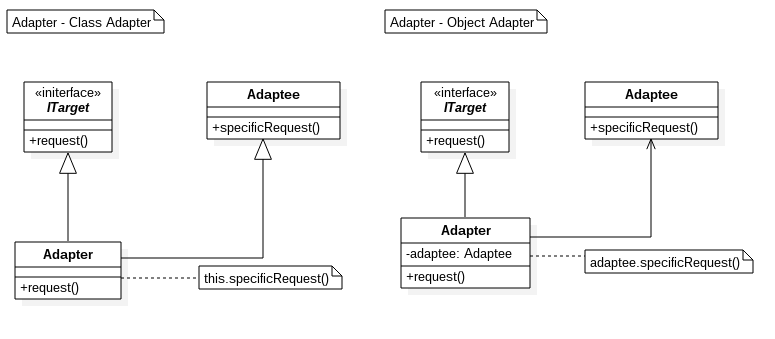 Adapter - Class Adapter
«initerface»
ITarget
+request()
Adaptee
+specificRequest()
Adapter
+request()
this.specificRequest()
Adapter - Object Adapter
«interface»
ITarget
+request()
Adaptee
+specificRequest()
Adapter
-adaptee: Adaptee
+request()
adaptee.specificRequest()